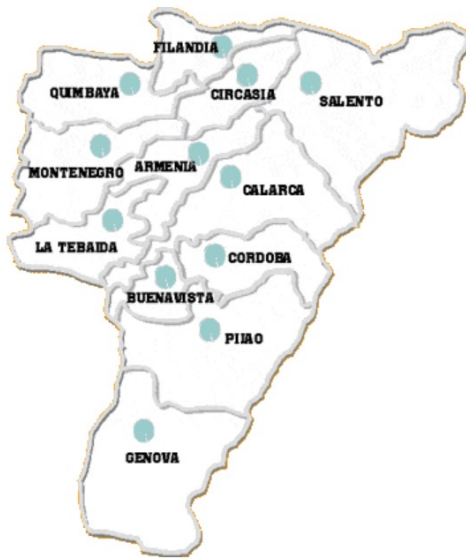 FILANDIA
QUIMBAYA
CIRCASIA
SALENTO
MONTENEGRO
ARMENIA
CALARCA
LA TEBAIDA
CORDOBA
BUENAVISTA
PIJAO
GENOVA